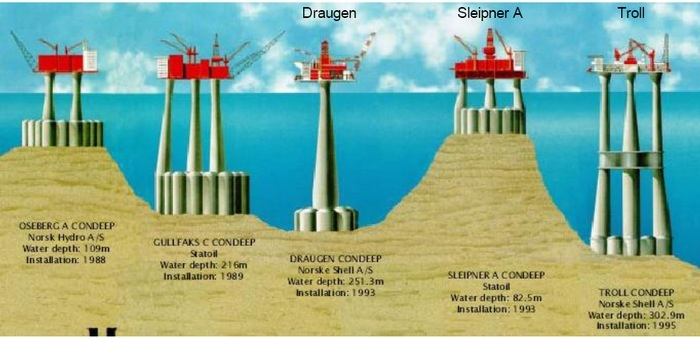 Draugen
Sleipner A
Troll
OSEBERG A CONDEEP
Norsk Hydro A/S
Water depth: 109m
Installation: 1988
GULLFAKS C CONDEEP
Statoil
Water depth: 216m
Installation: 1989
DRAUGEN CONDEEP
Norske Shell A/S
Water depth: 251.3m
Installation: 1993
SLEIPNER A CONDEEP
Statoil
Water depth: 82.5m
Installation: 1993
TROLL CONDEEP
Norske Shell A/S
Water depth: 302.9m
Installation: 1995